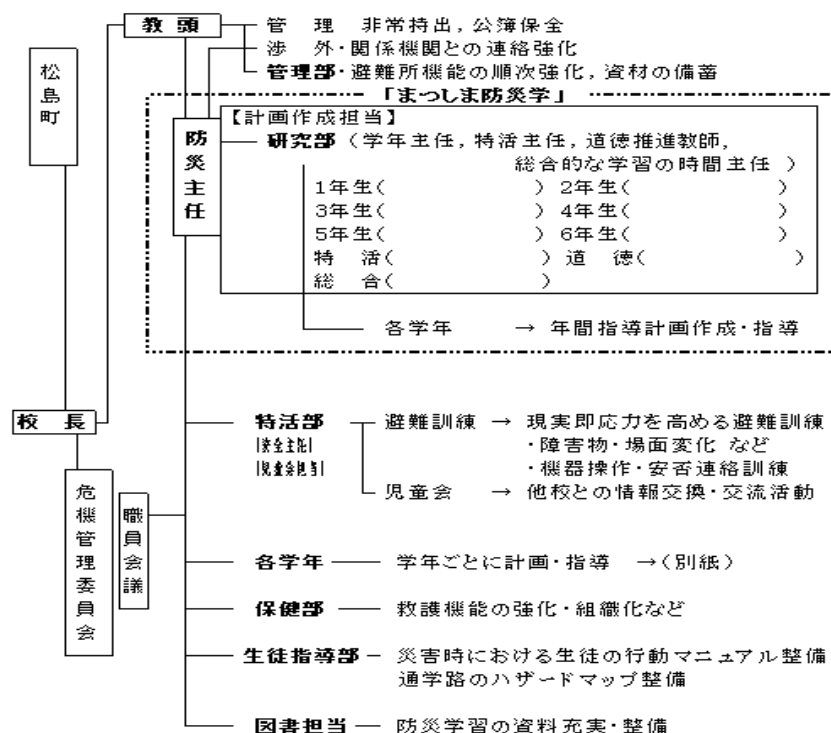 教頭
管　理　非常持出，公簿保金
渉　外・関係機関との連絡強化
管理部・避難所機能の順次強化，資材の備蓄
松島町
「まつしま防災学」
防災主任
【計画作成担当】
研究部（学年主任，特活主任，道徳推進教師，
総合的な学習の時間主任　）
1年生(　　　　　　　) 2年生(　　　　　　　)
3年生(　　　　　　　) 4年生(　　　　　　　)
5年生(　　　　　　　) 6年生(　　　　　　　)
特　活(　　　　　　　) 道　徳(　　　　　　　)
総　合(　　　　　　　)
各学年　　→ 年間指導計画作成・指導
校長
特活部　避難訓練 → 現実即応力を高める避難訓練
[安全主任]　・障害物・場面変化 など
[児童会担当]　・機器操作・安否連絡訓練
児童会　→ 他校との情報交換・交流活動
危機管理委員会
職員会議
各学年　学年ごとに計画・指導　→(別紙)
保健部　救護機能の強化・組織化など
生徒指導部　災害時における生徒の行動マニュアル整備
通学路のハザードマップ整備
図書担当　防災学習の資料充実・整備